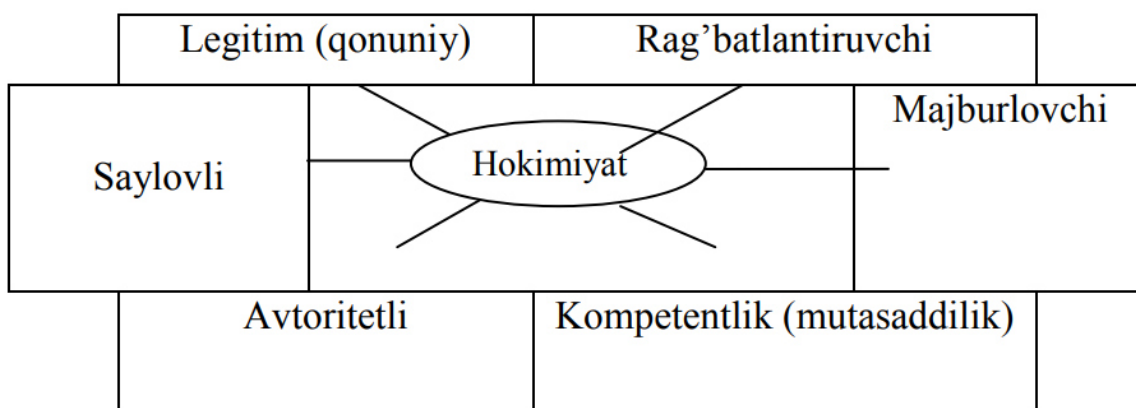 Legitim (qonuniy)
Rag’batlantiruvchi
Saylovli
Hokimiyat
Majburlovchi
Avtoritetli
Kompetentlik (mutasaddilik)